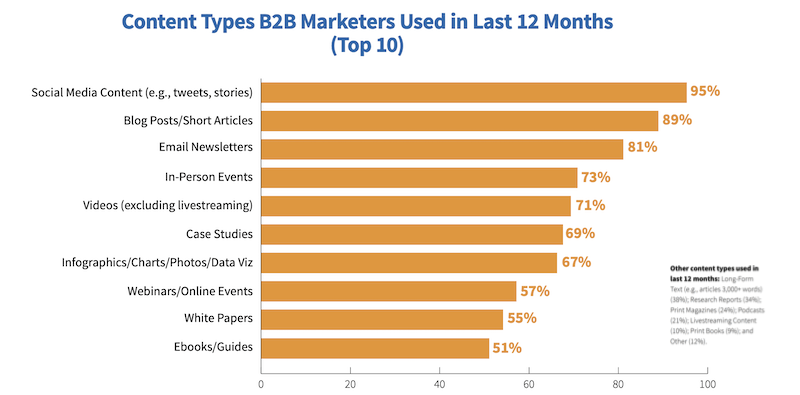 Content Types B2B Marketers Used in Last 12 Months
(Top 10)
Social Media Content (e.g., tweets, stories) 95%
Blog Posts/Short Articles 89%
Email Newsletters 81%
In-Person Events 73%
Videos (excluding livestreaming) 71%
Case Studies 69%
Infographics/Charts/Photos/Data Viz 67%
Webinars/Online Events 57%
White Papers 55%
Ebooks/Guides 51%
0 20 40 60 80 100
Other content types used in
last 12 months: Long-Form
Text (e.g., articles 3,000+ words)
(38%); Research Reports (34%);
Print Magazines (24%); Podcasts
(21%); Livestreaming Content
(10%); Print Books (9%); and
Other (12%).